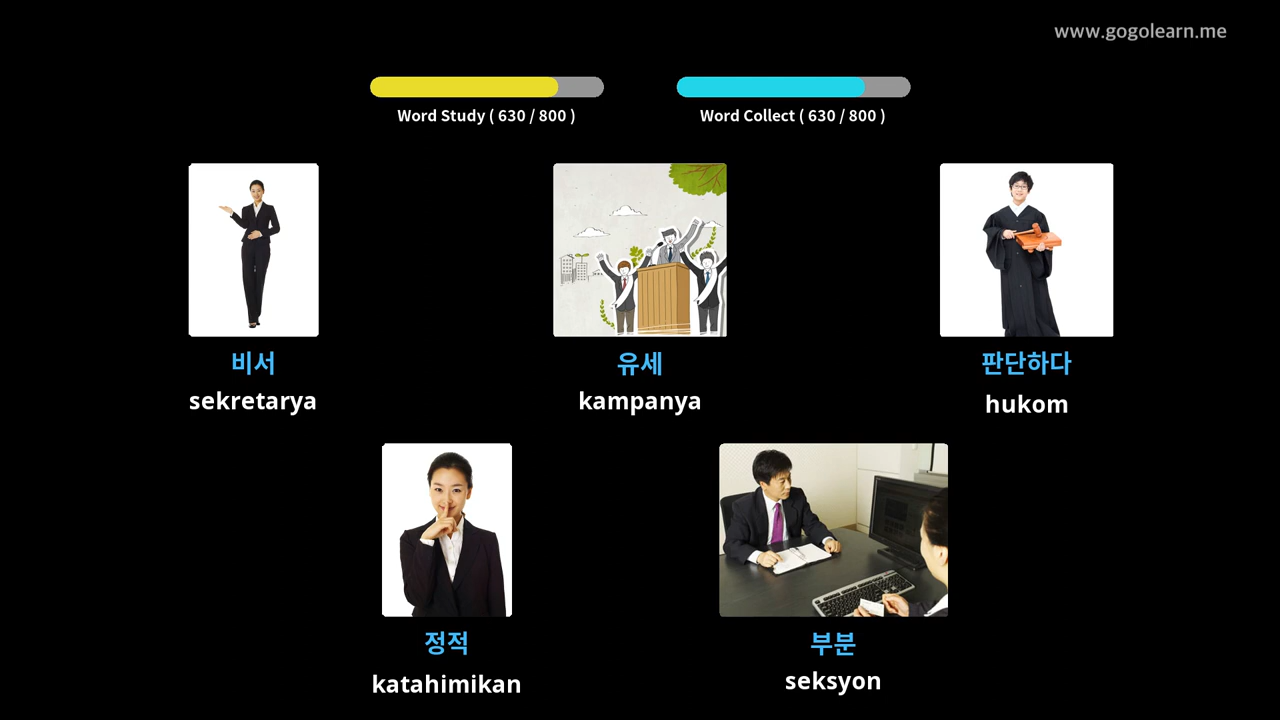 www.gogolearn.me
Word Study ( 630 / 800 )
Word Collect ( 630 / 800 )
비서
sekretarya
유세
kampanya
판단하다
hukom
정적
katahimikan
부분
seksyon